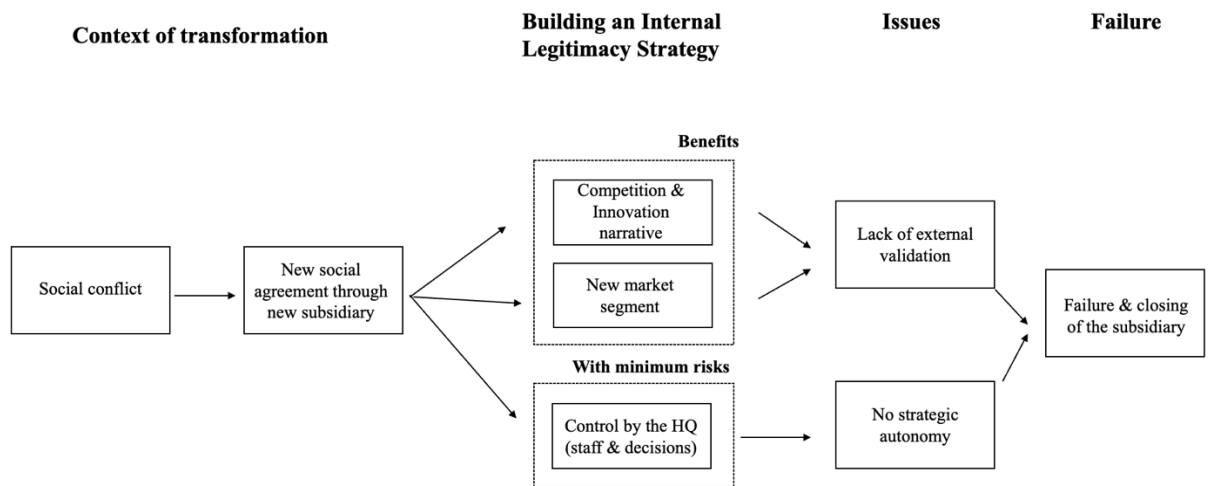 Context of transformation
Building an Internal
Legitimacy Strategy
Issues
Failure
Social conflict
New social
agreement through
new subsidiary
Benefits
Competition &
Innovation
narrative
New market
segment
With minimum risks
Control by the HQ
(staff & decisions)
Lack of external
validation
No strategic
autonomy
Failure & closing
of the subsidiary